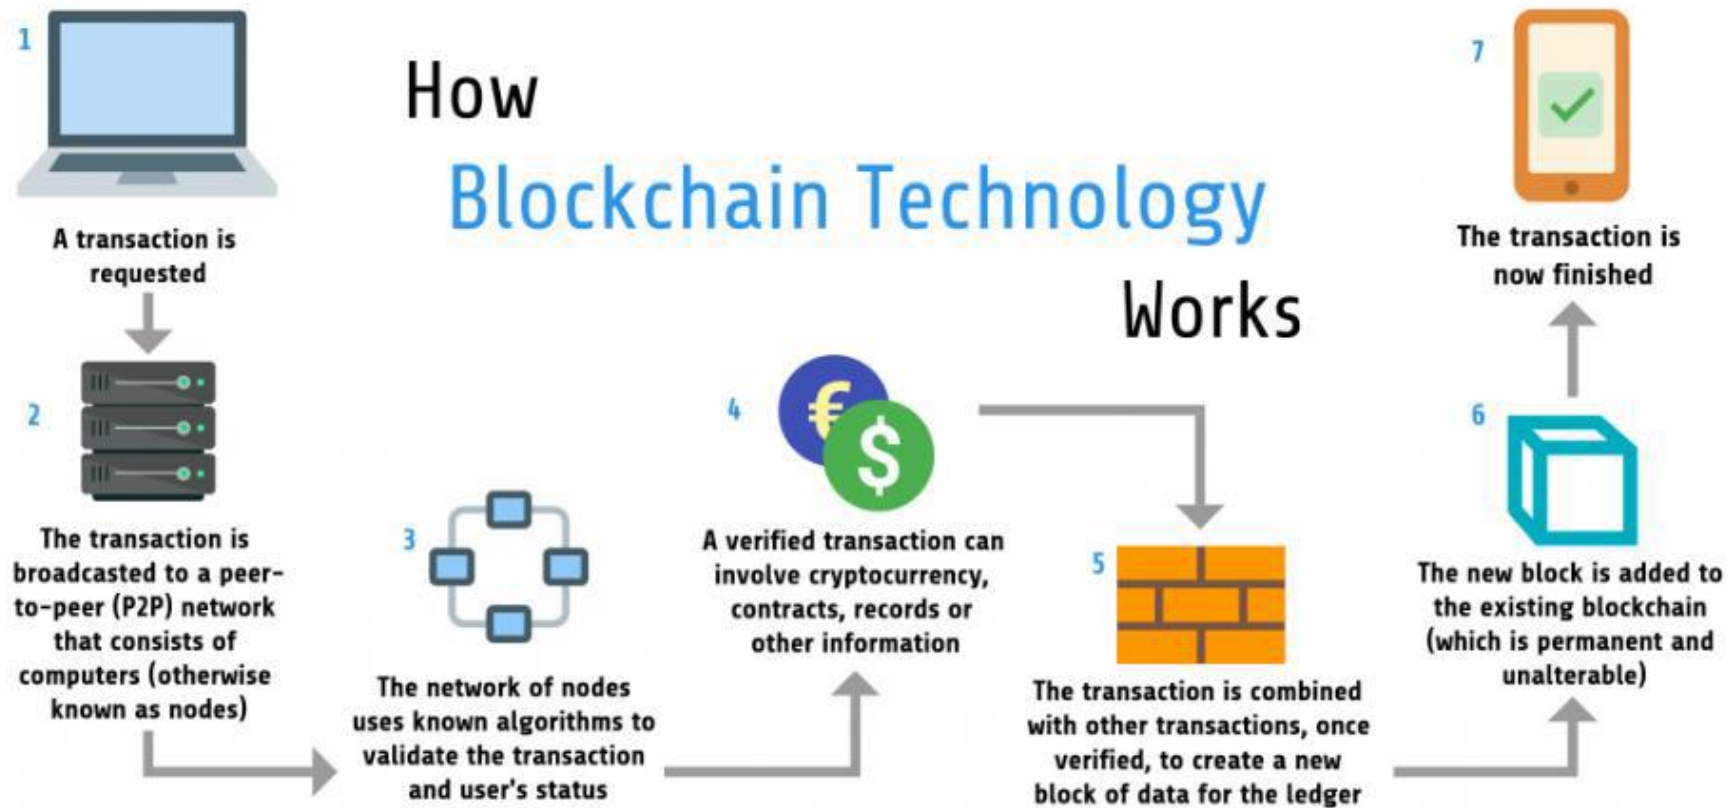 How
Blockchain Technology
Works
1
A transaction is
requested
2
The transaction is
broadcasted to a peer-
to-peer (P2P) network
that consists of
computers (otherwise
known as nodes)
3
The network of nodes
uses known algorithms to
validate the transaction
and user's status
4
€
$
A verified transaction can
involve cryptocurrency,
contracts, records or
other information
5
The transaction is combined
with other transactions, once
verified, to create a new
block of data for the ledger
6
The new block is added to
the existing blockchain
(which is permanent and
unalterable)
7
The transaction is
now finished